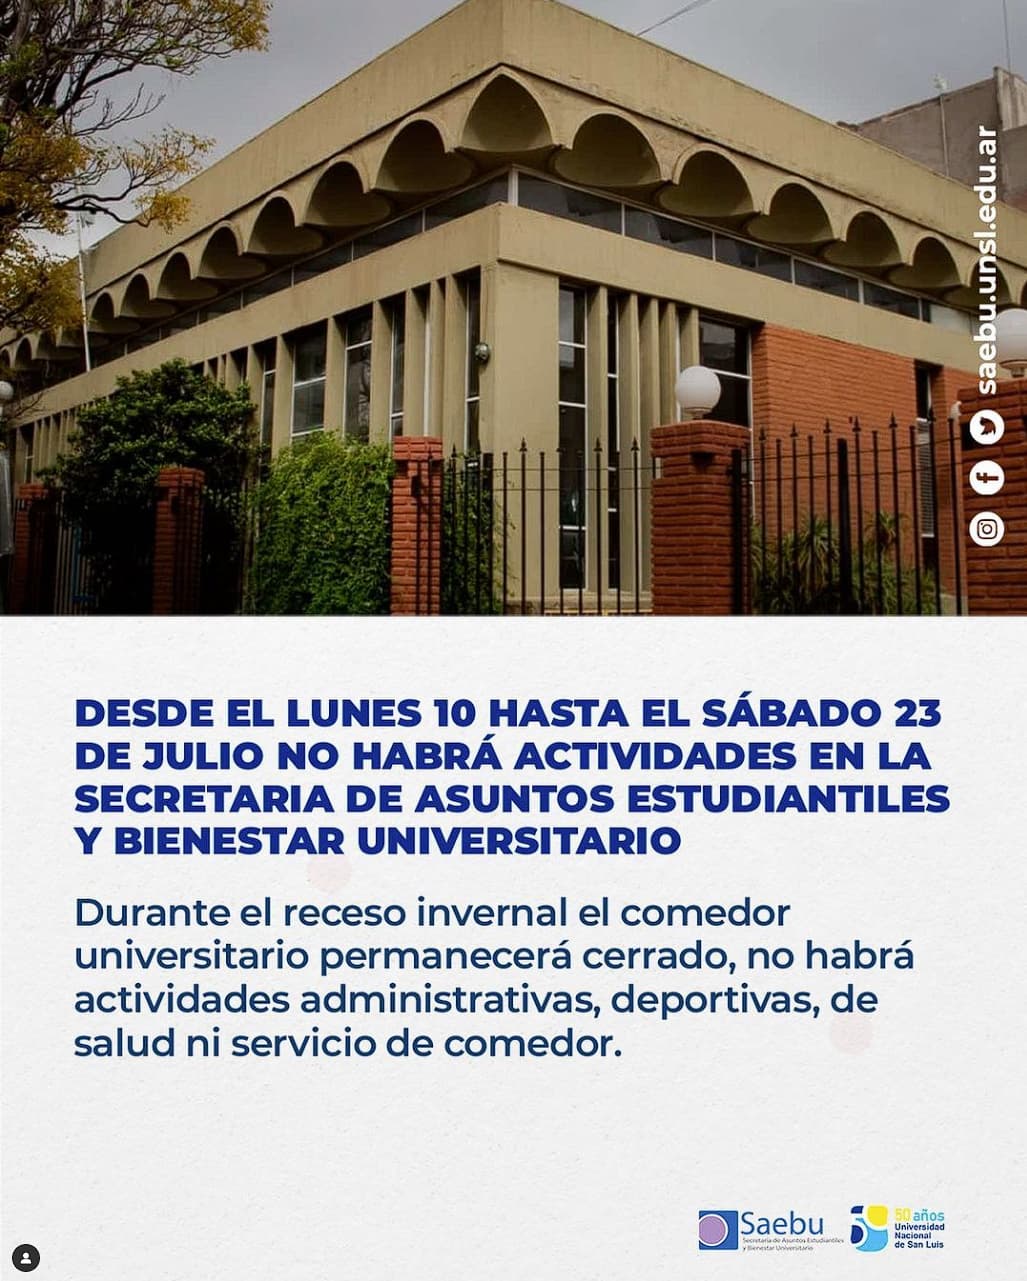 saebu.unsl.edu.ar
DESDE EL LUNES 10 HASTA EL SÁBADO 23
DE JULIO NO HABRÁ ACTIVIDADES EN LA
SECRETARIA DE ASUNTOS ESTUDIANTILES
Y BIENESTAR UNIVERSITARIO
Durante el receso invernal el comedor
universitario permanecerá cerrado, no habrá
actividades administrativas, deportivas, de
salud ni servicio de comedor.
Saebu
Secretaría de Asuntos Estudiantiles
y Bienestar Universitario
50 años
Universidad
Nacional
de San Luis